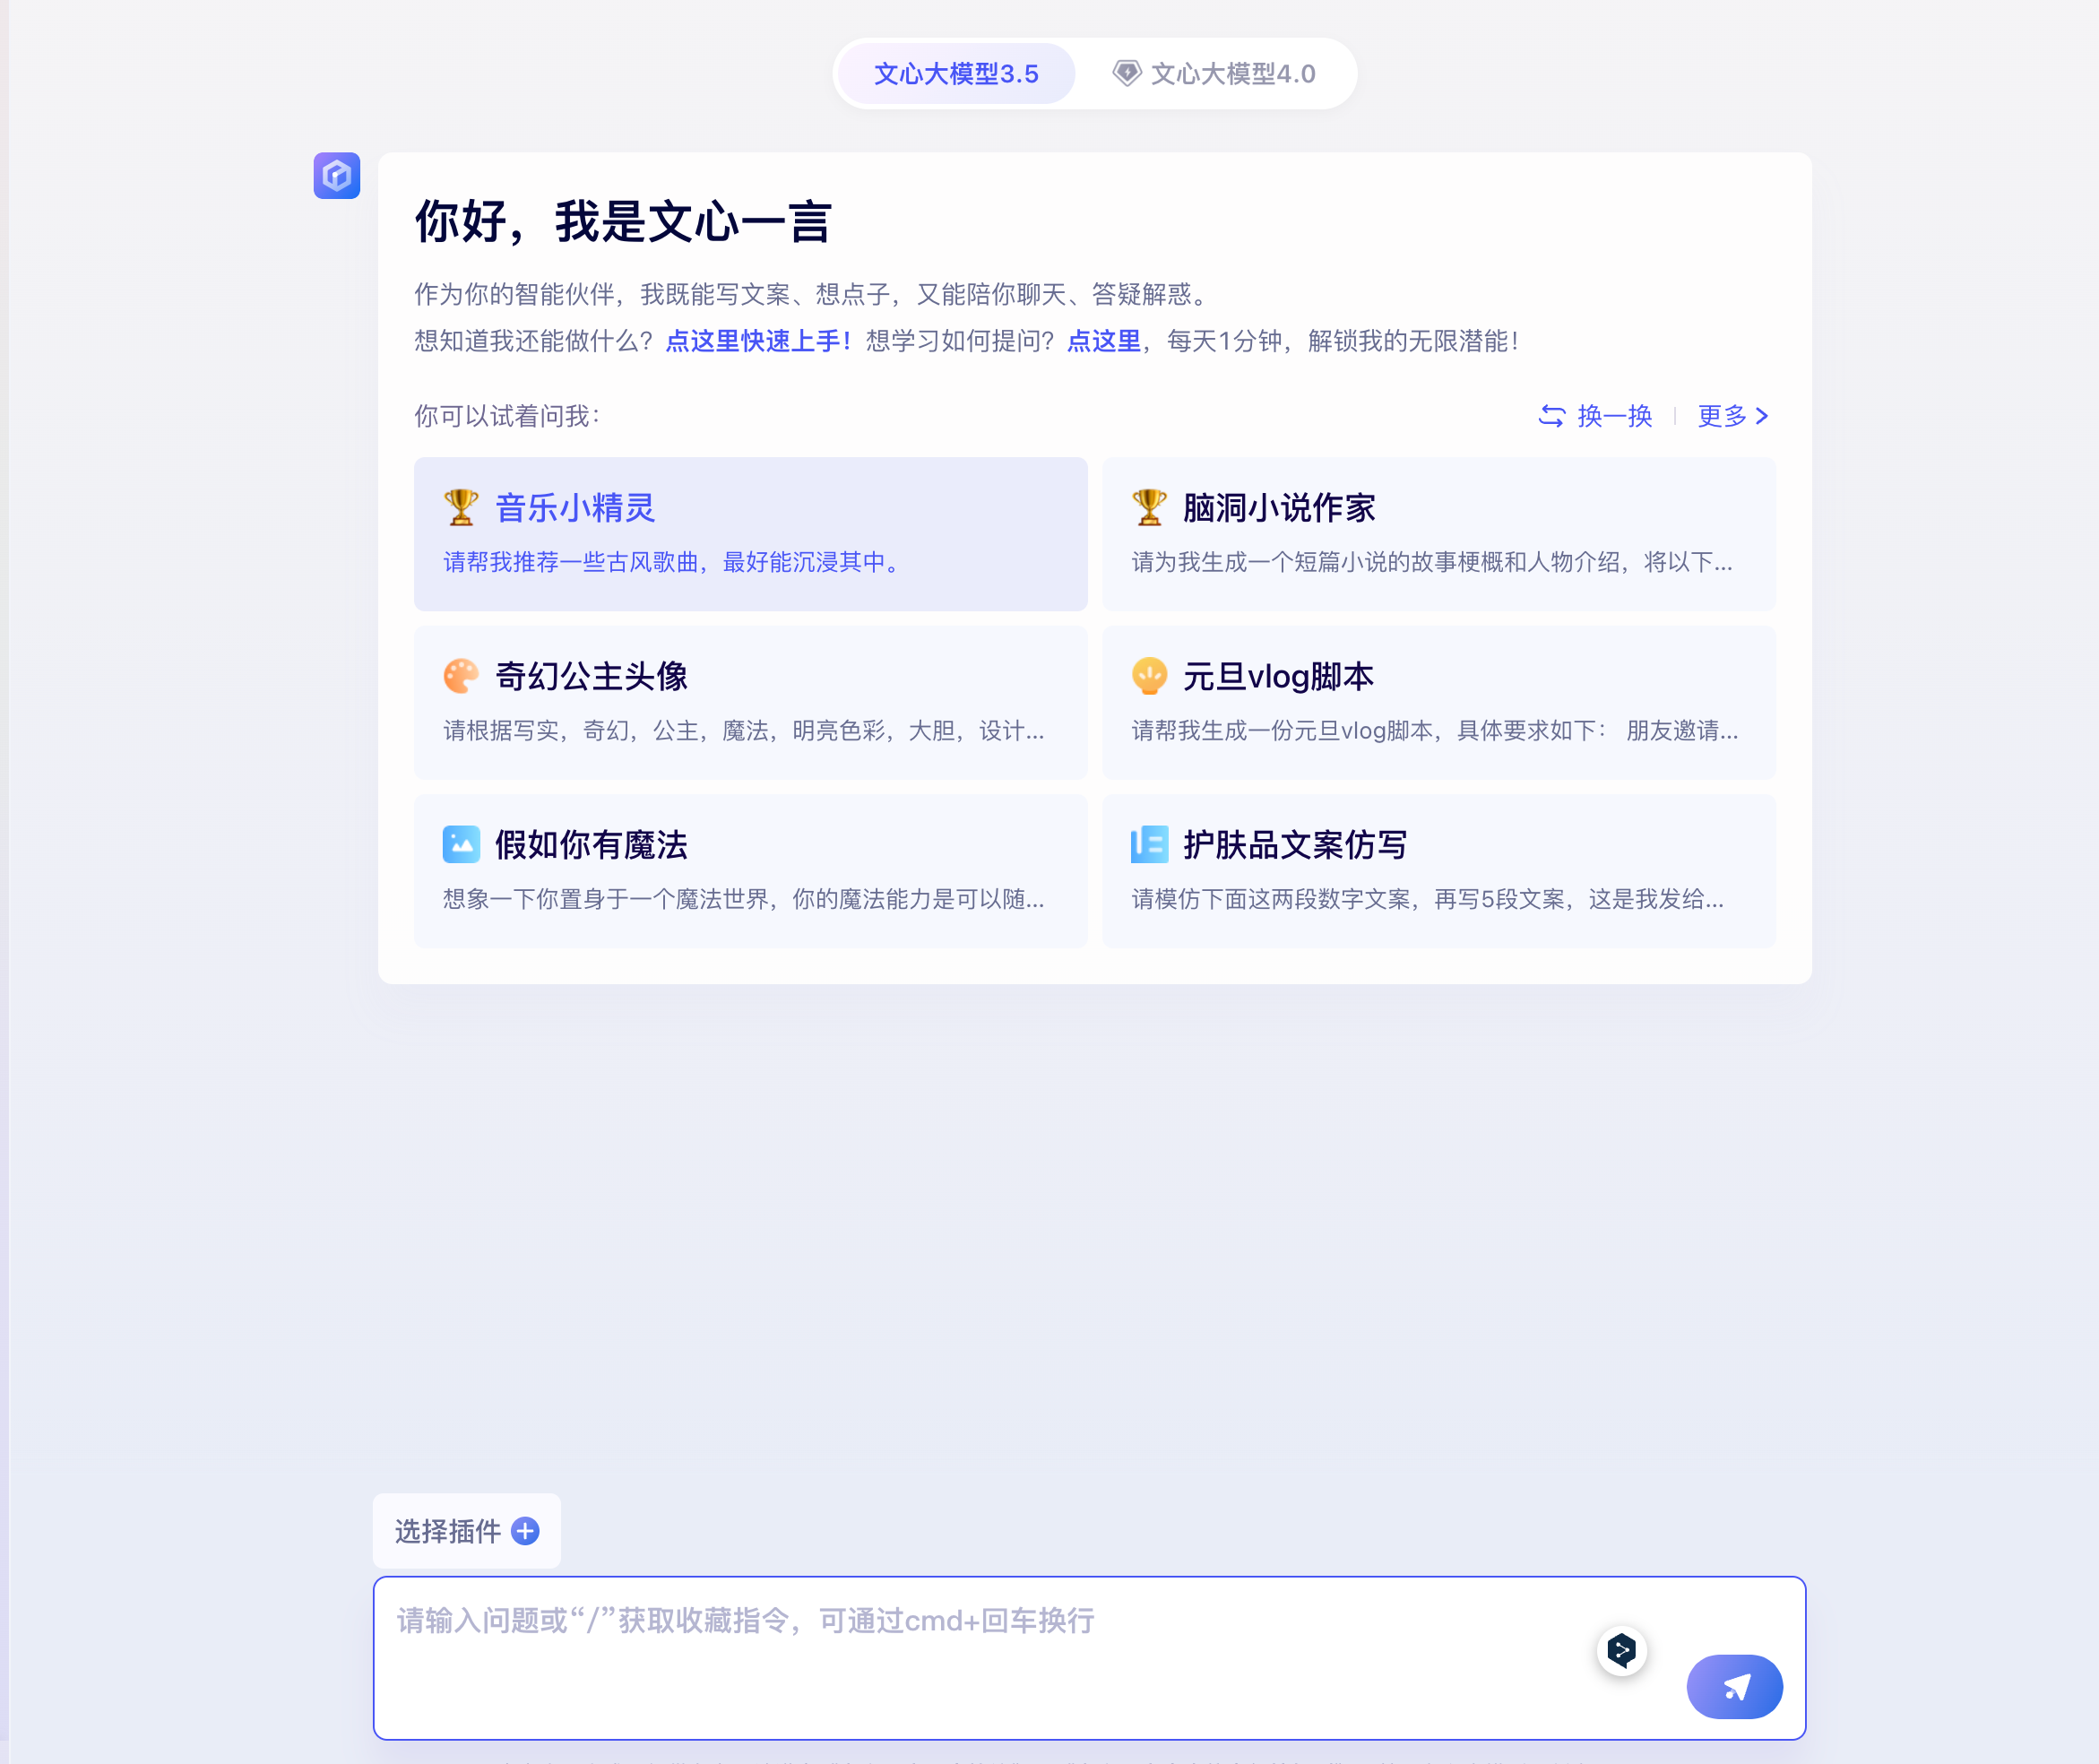 文心大模型3.5
文心大模型4.0
你好，我是文心一言
作为你的智能伙伴，我既能写文案、想点子，又能陪你聊天、答疑解惑。
想知道我还能做什么？点这里快速上手！想学习如何提问？点这里，每天1分钟，解锁我的无限潜能！
你可以试着问我：
换一换
更多
音乐小精灵
请帮我推荐一些古风歌曲，最好能沉浸其中。
脑洞小说作家
请为我生成一个短篇小说的故事梗概和人物介绍，将以下...
奇幻公主头像
请根据写实，奇幻，公主，魔法，明亮色彩，大胆，设计...
元旦vlog脚本
请帮我生成一份元旦vlog脚本，具体要求如下： 朋友邀请...
假如你有魔法
想象一下你置身于一个魔法世界，你的魔法能力是可以随...
护肤品文案仿写
请模仿下面这两段数字文案，再写5段文案，这是我发给...
选择插件
请输入问题或“/”获取收藏指令，可通过cmd+回车换行